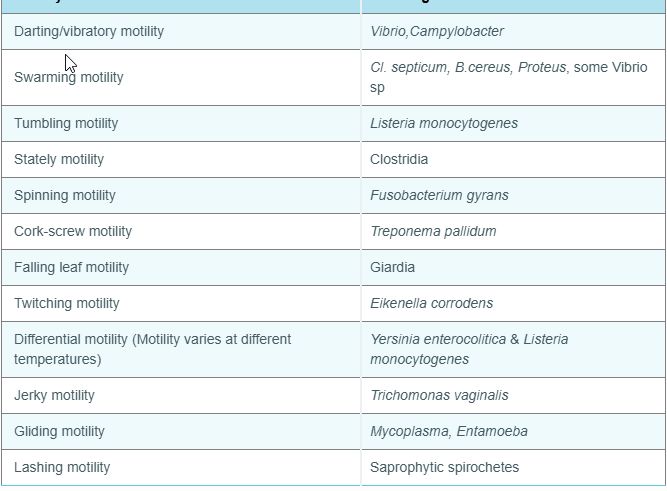 Darting/vibratory motility
Vibrio,Campylobacter
Swarming motility
Cl. septicum, B.cereus, Proteus, some Vibrio
sp
Tumbling motility
Listeria monocytogenes
Stately motility
Clostridia
Spinning motility
Fusobacterium gyrans
Cork-screw motility
Treponema pallidum
Falling leaf motility
Giardia
Twitching motility
Eikenella corrodens
Differential motility (Motility varies at different
temperatures)
Yersinia enterocolitica & Listeria
monocytogenes
Jerky motility
Trichomonas vaginalis
Gliding motility
Mycoplasma, Entamoeba
Lashing motility
Saprophytic spirochetes